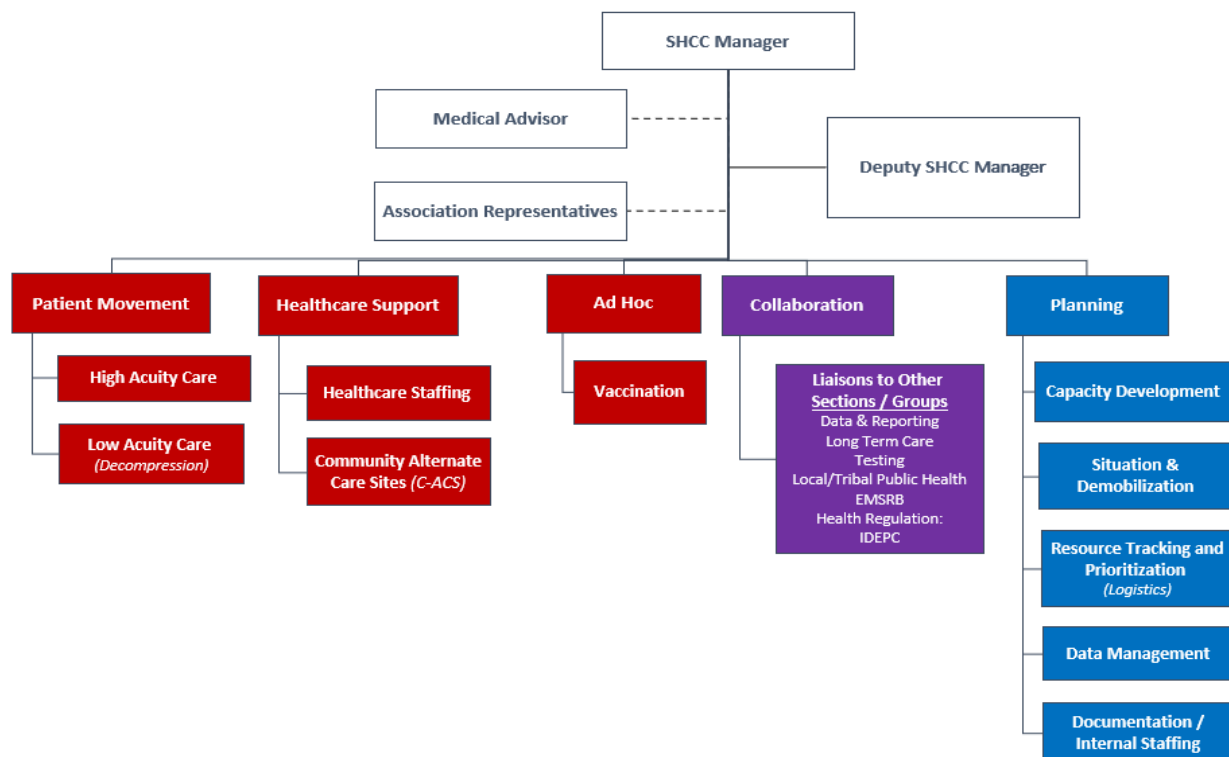 SHCC Manager
Medical Advisor
Deputy SHCC Manager
Association Representatives
Patient Movement
High Acuity Care
Low Acuity Care
(Decompression)
Healthcare Support
Healthcare Staffing
Community Alternate
Care Sites (C-ACS)
Ad Hoc
Vaccination
Collaboration
Liaisons to Other
Sections / Groups
Data & Reporting
Long Term Care
Testing
Local/Tribal Public Health
EMSRB
Health Regulation:
IDEPC
Planning
Capacity Development
Situation &
Demobilization
Resource Tracking and
Prioritization
(Logistics)
Data Management
Documentation /
Internal Staffing